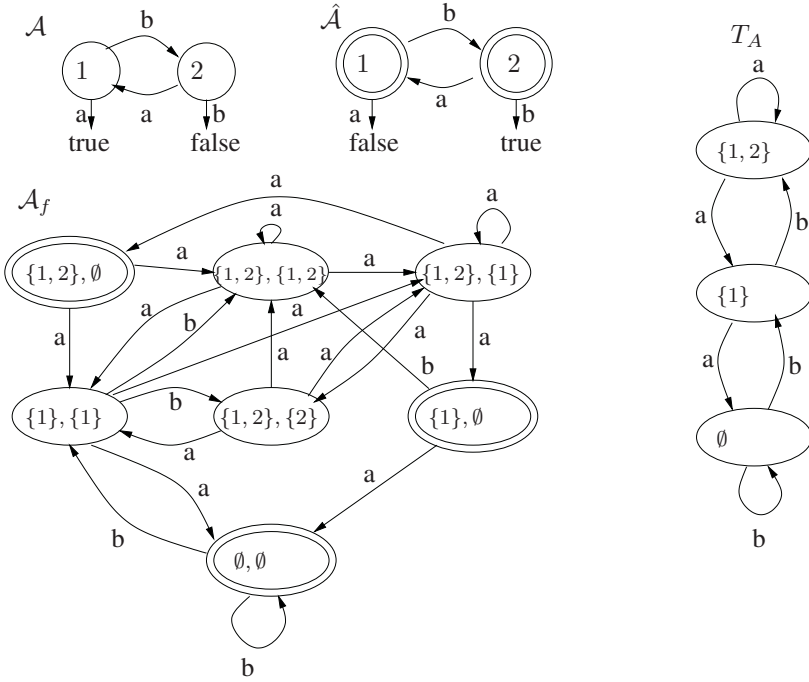 𝒜
b
1
2
a
a
b
true
false
𝒜̂
b
1
2
a
a
b
false
true
T_A
a
{1, 2}
a
b
{1}
a
b
∅
b
𝒜_f
a
a
a
{1, 2}, ∅
a
{1, 2}, {1, 2}
a
{1, 2}, {1}
a
a
b
a
a
a
a
a
b
a
{1}, {1}
b
{1, 2}, {2}
a
{1}, ∅
a
a
b
∅, ∅
b